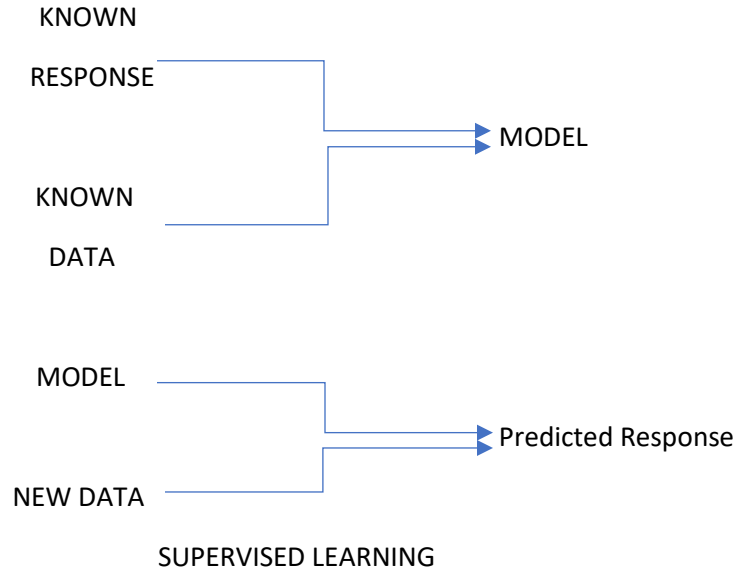 KNOWN
RESPONSE
MODEL
KNOWN
DATA
MODEL
Predicted Response
NEW DATA
SUPERVISED LEARNING